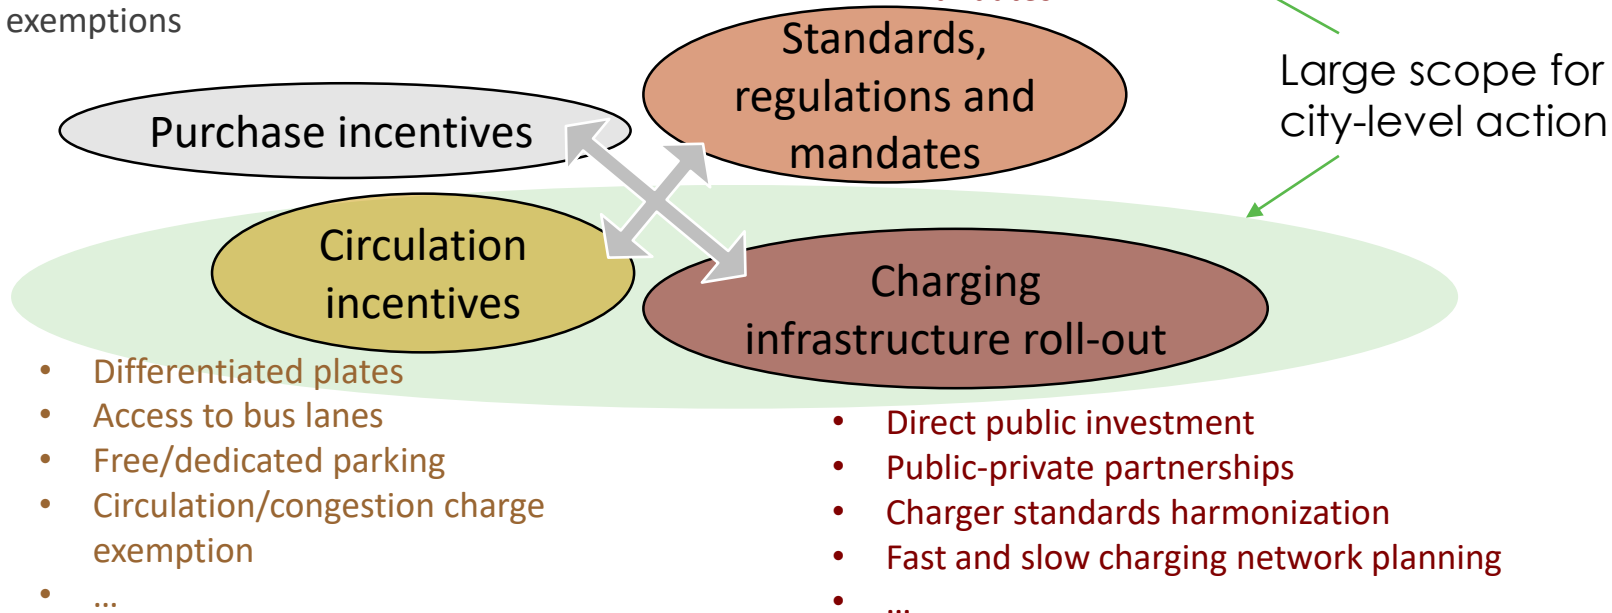 exemptions
Standards,
regulations and
mandates
Large scope for
city-level action
Purchase incentives
Circulation
incentives
Charging
infrastructure roll-out
• Differentiated plates
• Access to bus lanes
• Free/dedicated parking
• Circulation/congestion charge
exemption
• ...
• Direct public investment
• Public-private partnerships
• Charger standards harmonization
• Fast and slow charging network planning
• ...